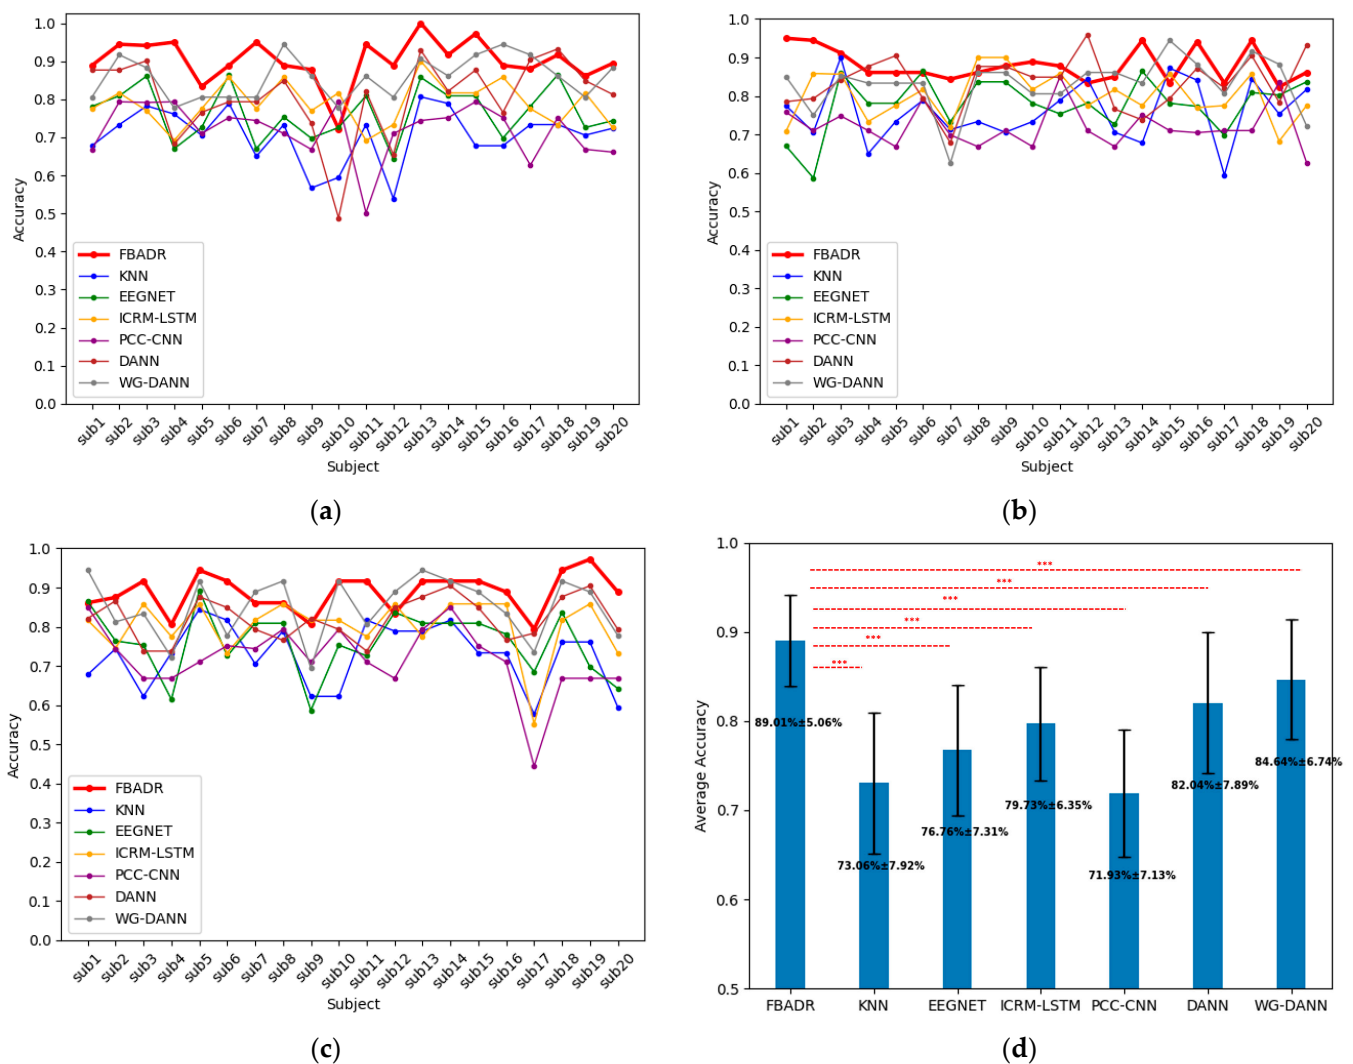 1.0
0.9
0.8
0.7
0.6
0.5
0.4
0.3
0.2
0.1
0.0
Accuracy
FBADR
KNN
EEGNET
ICRM-LSTM
PCC-CNN
DANN
WG-DANN
sub1 sub2 sub3 sub4 sub5 sub6 sub7 sub8 sub9 sub10 sub11 sub12 sub13 sub14 sub15 sub16 sub17 sub18 sub19 sub20
Subject
(a)
1.0
0.9
0.8
0.7
0.6
0.5
0.4
0.3
0.2
0.1
0.0
Accuracy
FBADR
KNN
EEGNET
ICRM-LSTM
PCC-CNN
DANN
WG-DANN
sub1 sub2 sub3 sub4 sub5 sub6 sub7 sub8 sub9 sub10 sub11 sub12 sub13 sub14 sub15 sub16 sub17 sub18 sub19 sub20
Subject
(b)
1.0
0.9
0.8
0.7
0.6
0.5
0.4
0.3
0.2
0.1
0.0
Accuracy
FBADR
KNN
EEGNET
ICRM-LSTM
PCC-CNN
DANN
WG-DANN
sub1 sub2 sub3 sub4 sub5 sub6 sub7 sub8 sub9 sub10 sub11 sub12 sub13 sub14 sub15 sub16 sub17 sub18 sub19 sub20
Subject
(c)
1.0
0.9
0.8
0.7
0.6
0.5
Average Accuracy
***
***
***
***
***
***
89.01%±5.06%
73.06%±7.92%
76.76%±7.31%
79.73%±6.35%
71.93%±7.13%
82.04%±7.89%
84.64%±6.74%
FBADR KNN EEGNET ICRM-LSTM PCC-CNN DANN WG-DANN
(d)